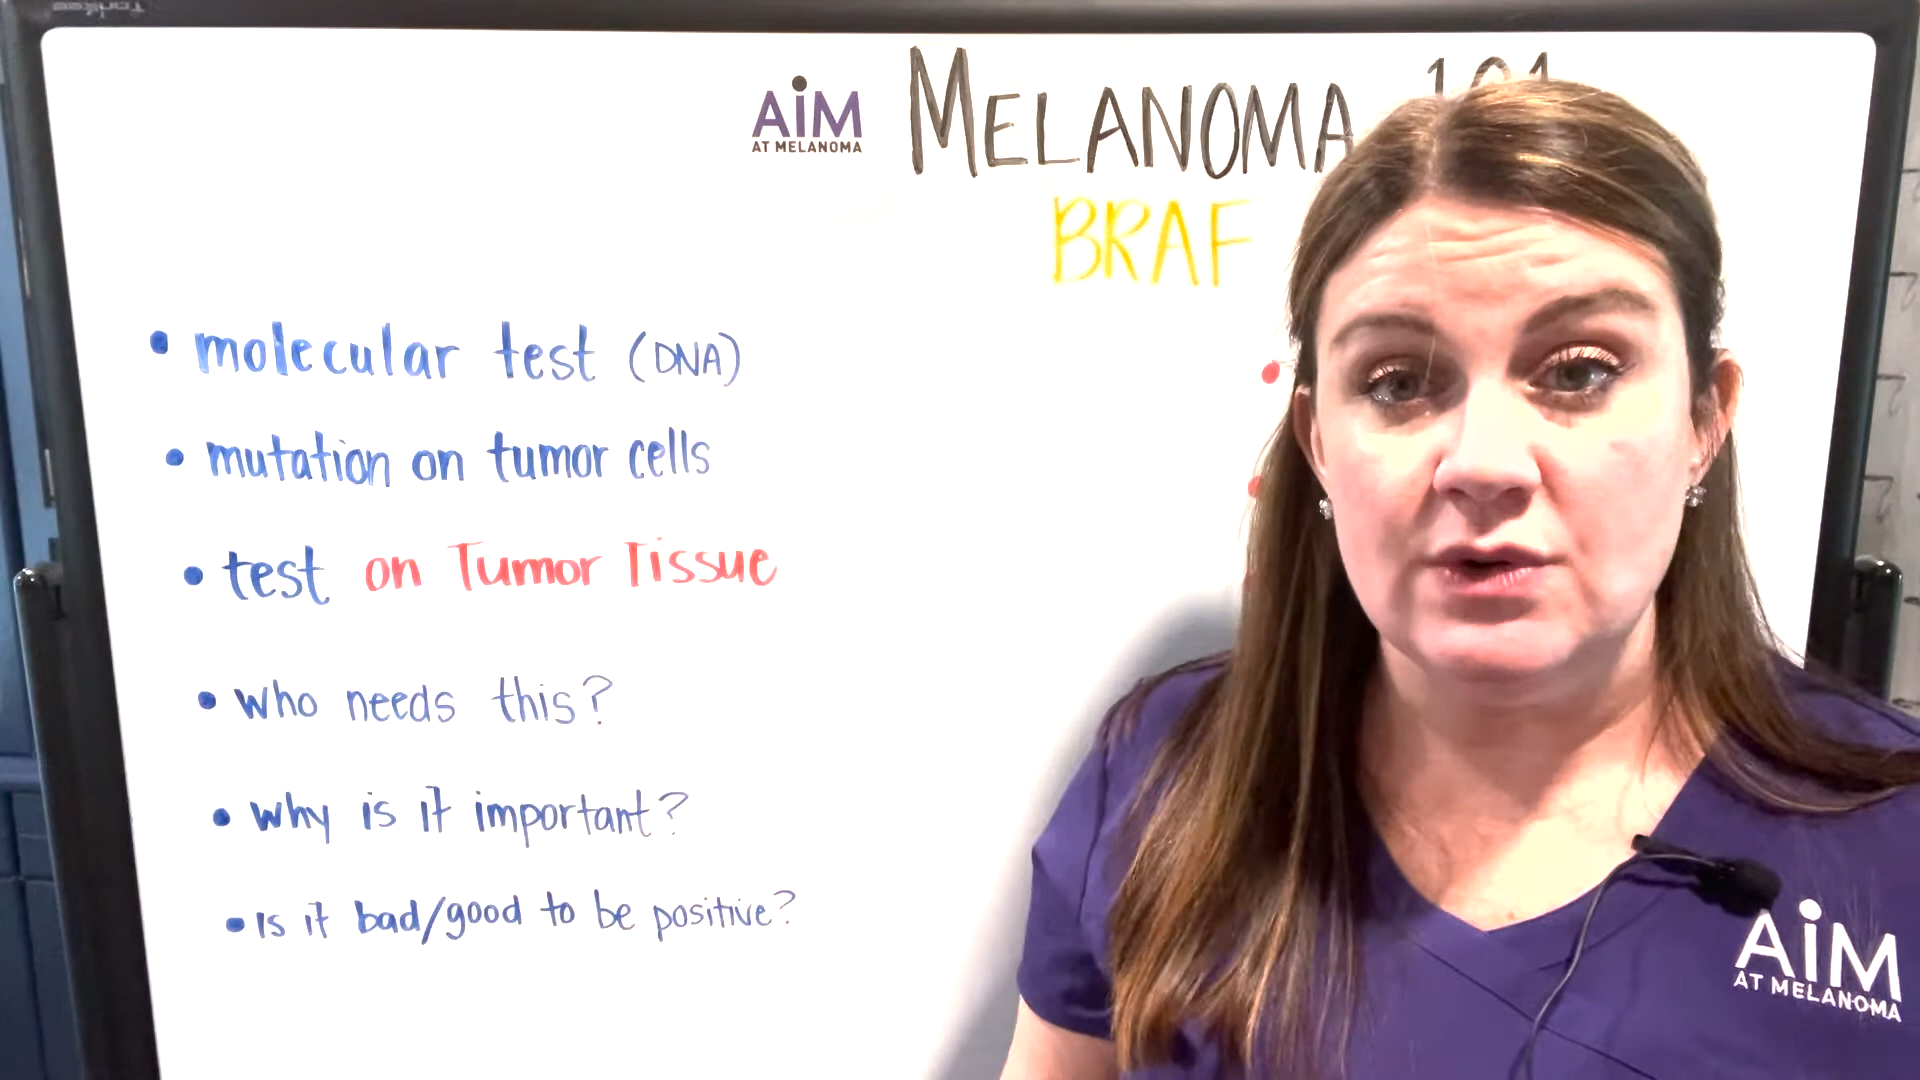 AiM
AT MELANOMA
MELANOMA 101
BRAF
• molecular test (DNA)
• mutation on tumor cells
• test on Tumor Tissue
• who needs this?
• why is it important?
• Is it bad/good to be positive?
AiM
AT MELANOMA